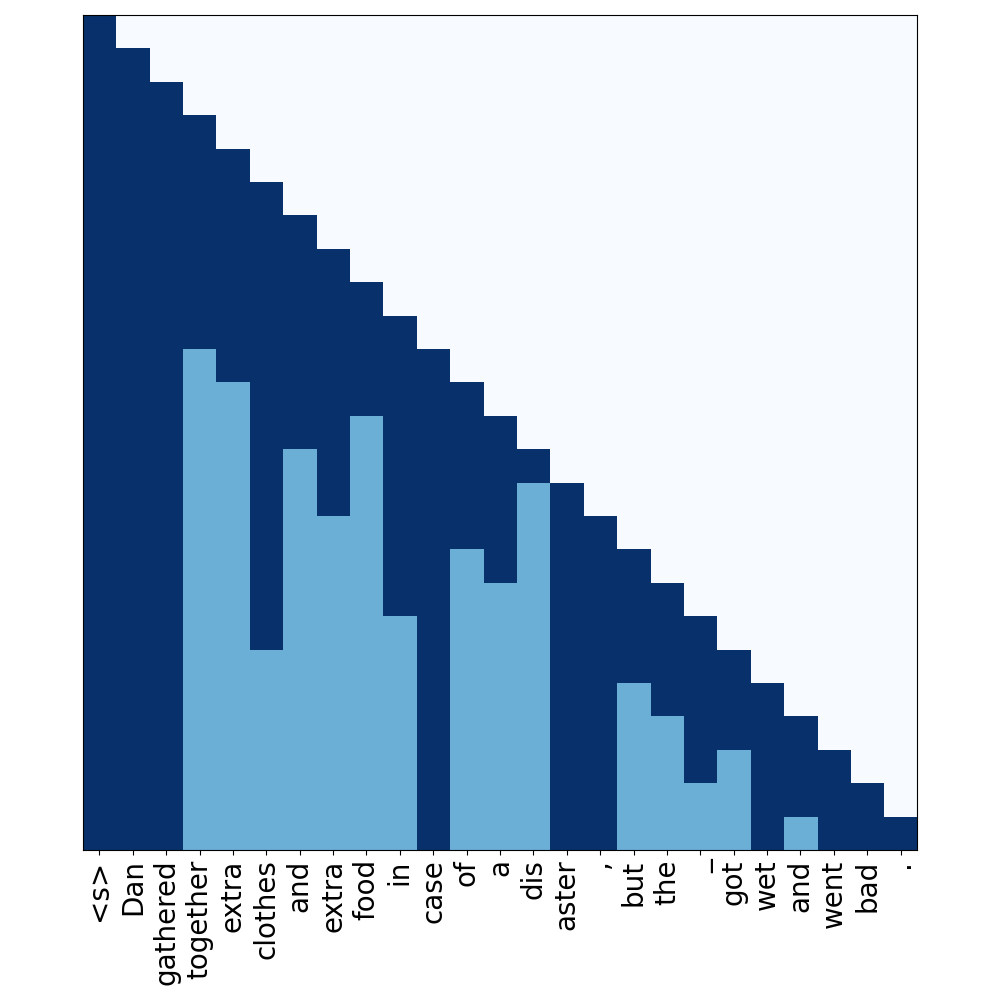 <s>
Dan
gathered
together
extra
clothes
and
extra
food
in
case
of
a
dis
aster
,
but
the
_
got
wet
and
went
bad
.